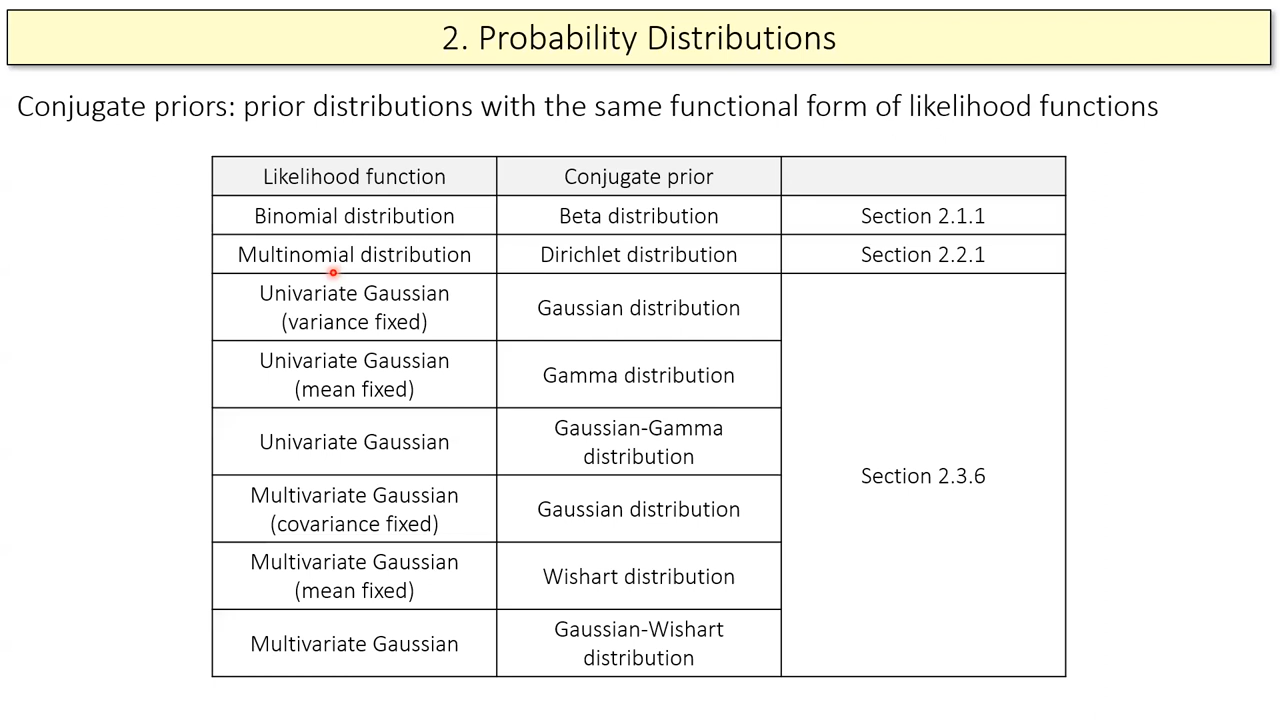 2. Probability Distributions
Conjugate priors: prior distributions with the same functional form of likelihood functions
Likelihood function
Conjugate prior
Binomial distribution
Beta distribution
Section 2.1.1
Multinomial distribution
Dirichlet distribution
Section 2.2.1
Univariate Gaussian
(variance fixed)
Gaussian distribution
Univariate Gaussian
(mean fixed)
Gamma distribution
Univariate Gaussian
Gaussian-Gamma
distribution
Section 2.3.6
Multivariate Gaussian
(covariance fixed)
Gaussian distribution
Multivariate Gaussian
(mean fixed)
Wishart distribution
Multivariate Gaussian
Gaussian-Wishart
distribution